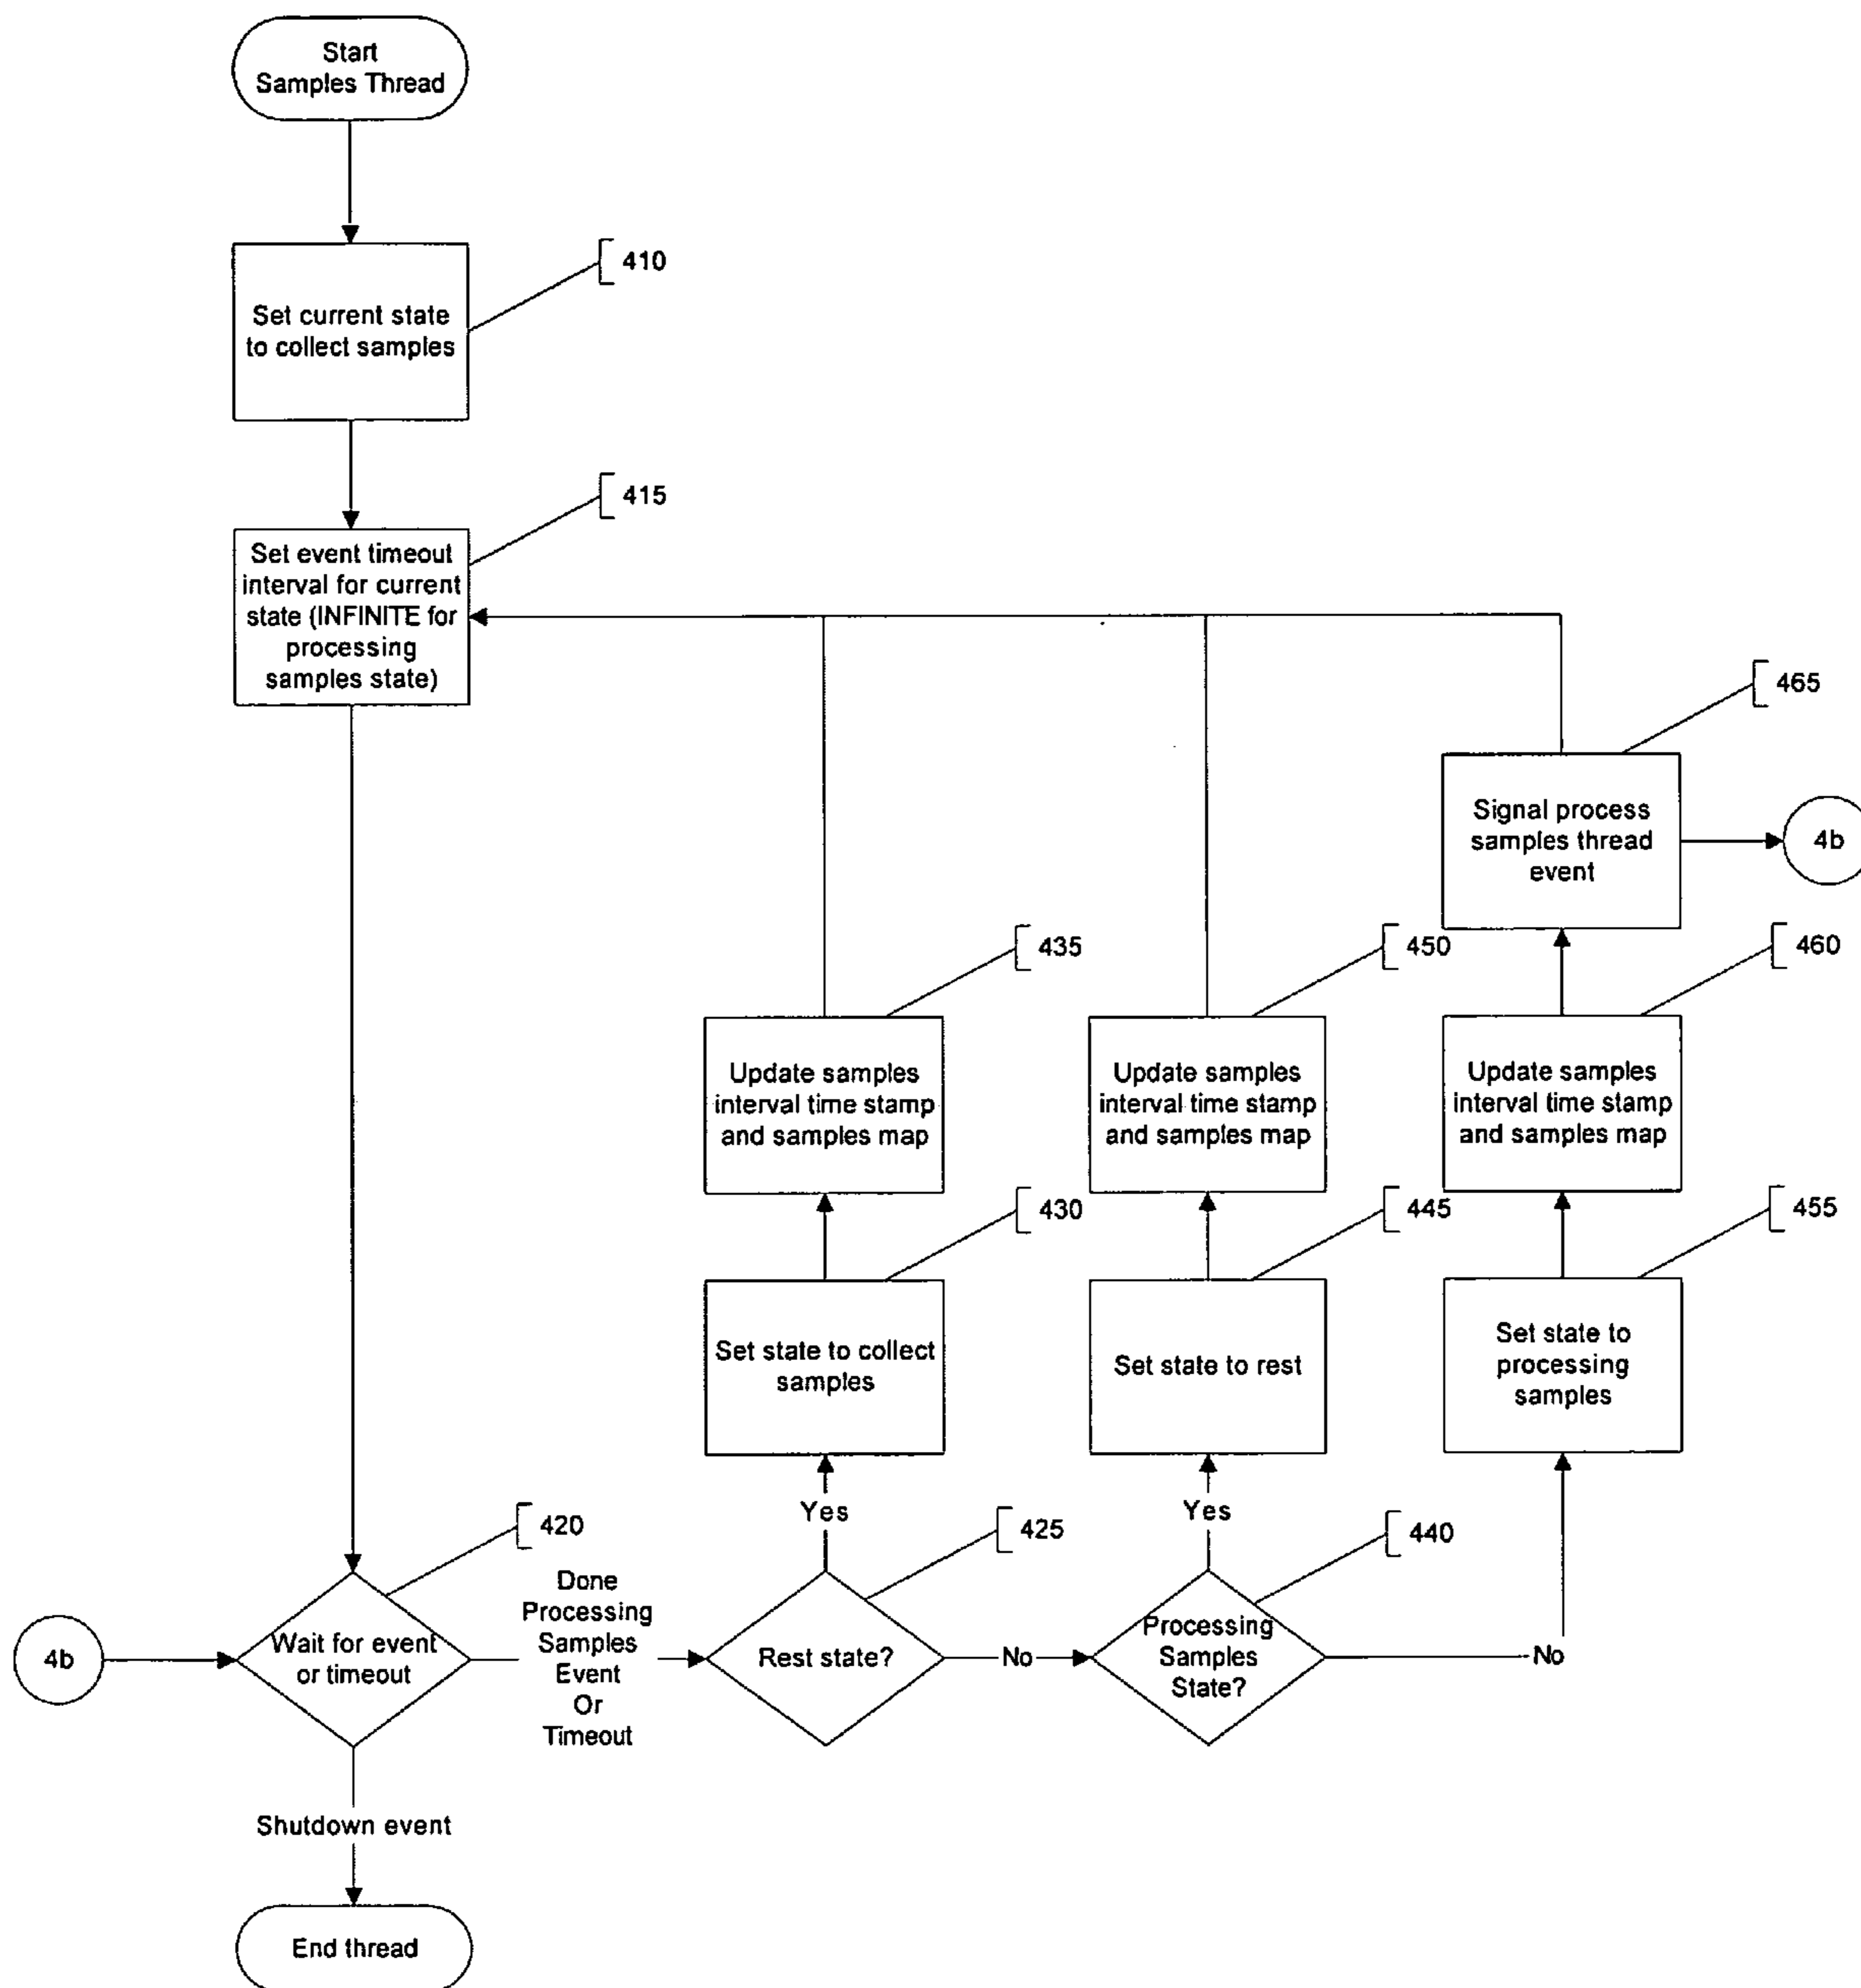 Start
Samples Thread
410
Set current state
to collect samples
415
Set event timeout
interval for current
state (INFINITE for
processing
samples state)
465
Signal process
samples thread
event
4b
435
450
460
Update samples
interval time stamp
and samples map
Update samples
interval time stamp
and samples map
Update samples
interval time stamp
and samples map
430
445
455
Set state to collect
samples
Set state to rest
Set state to
processing
samples
Yes
Yes
420
425
440
4b
Wait for event
or timeout
Done
Processing
Samples
Event
Or
Timeout
Rest state?
No
Processing
Samples
State?
No
Shutdown event
End thread